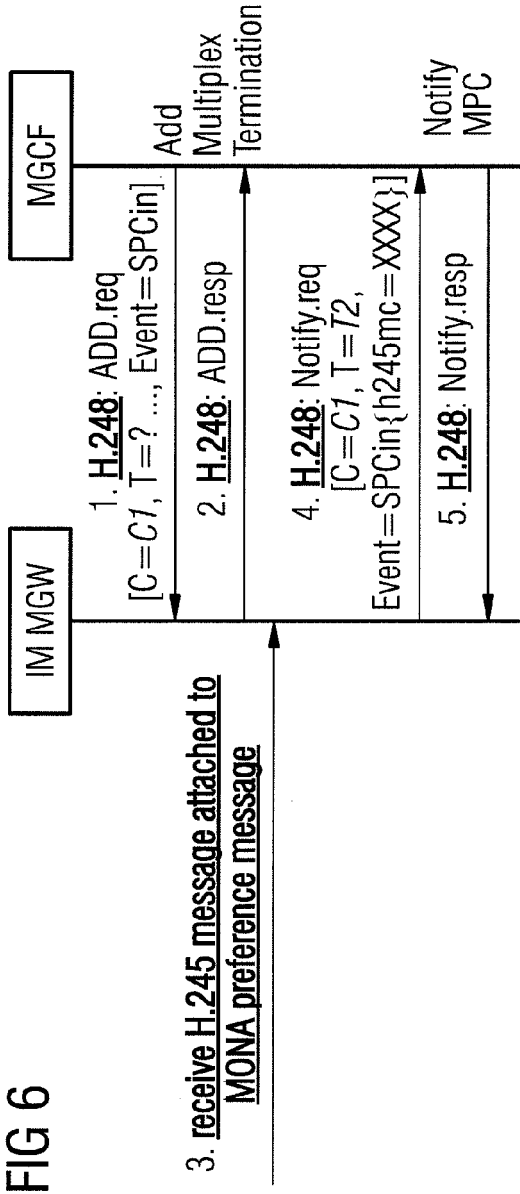 FIG 6
IM MGW
MGCF
1. H.248: ADD.req
[C=C1, T=? ..., Event=SPCin]
Add
Multiplex
Termination
2. H.248: ADD.resp
3. receive H.245 message attached to
MONA preference message
4. H.248: Notify.req
[C=C1, T=T2,
Event=SPCin{h245mc=XXXX}]
Notify
MPC
5. H.248: Notify.resp